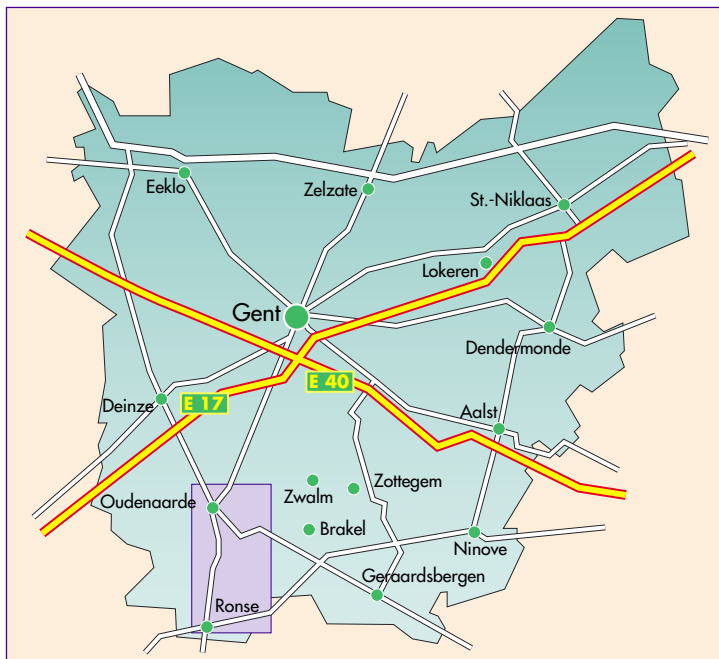 Eeklo
Zelzate
St.-Niklaas
Lokeren
Gent
Dendermonde
E 40
E 17
Deinze
Aalst
Zottegem
Zwalm
Oudenaarde
Brakel
Ninove
Geraardsbergen
Ronse